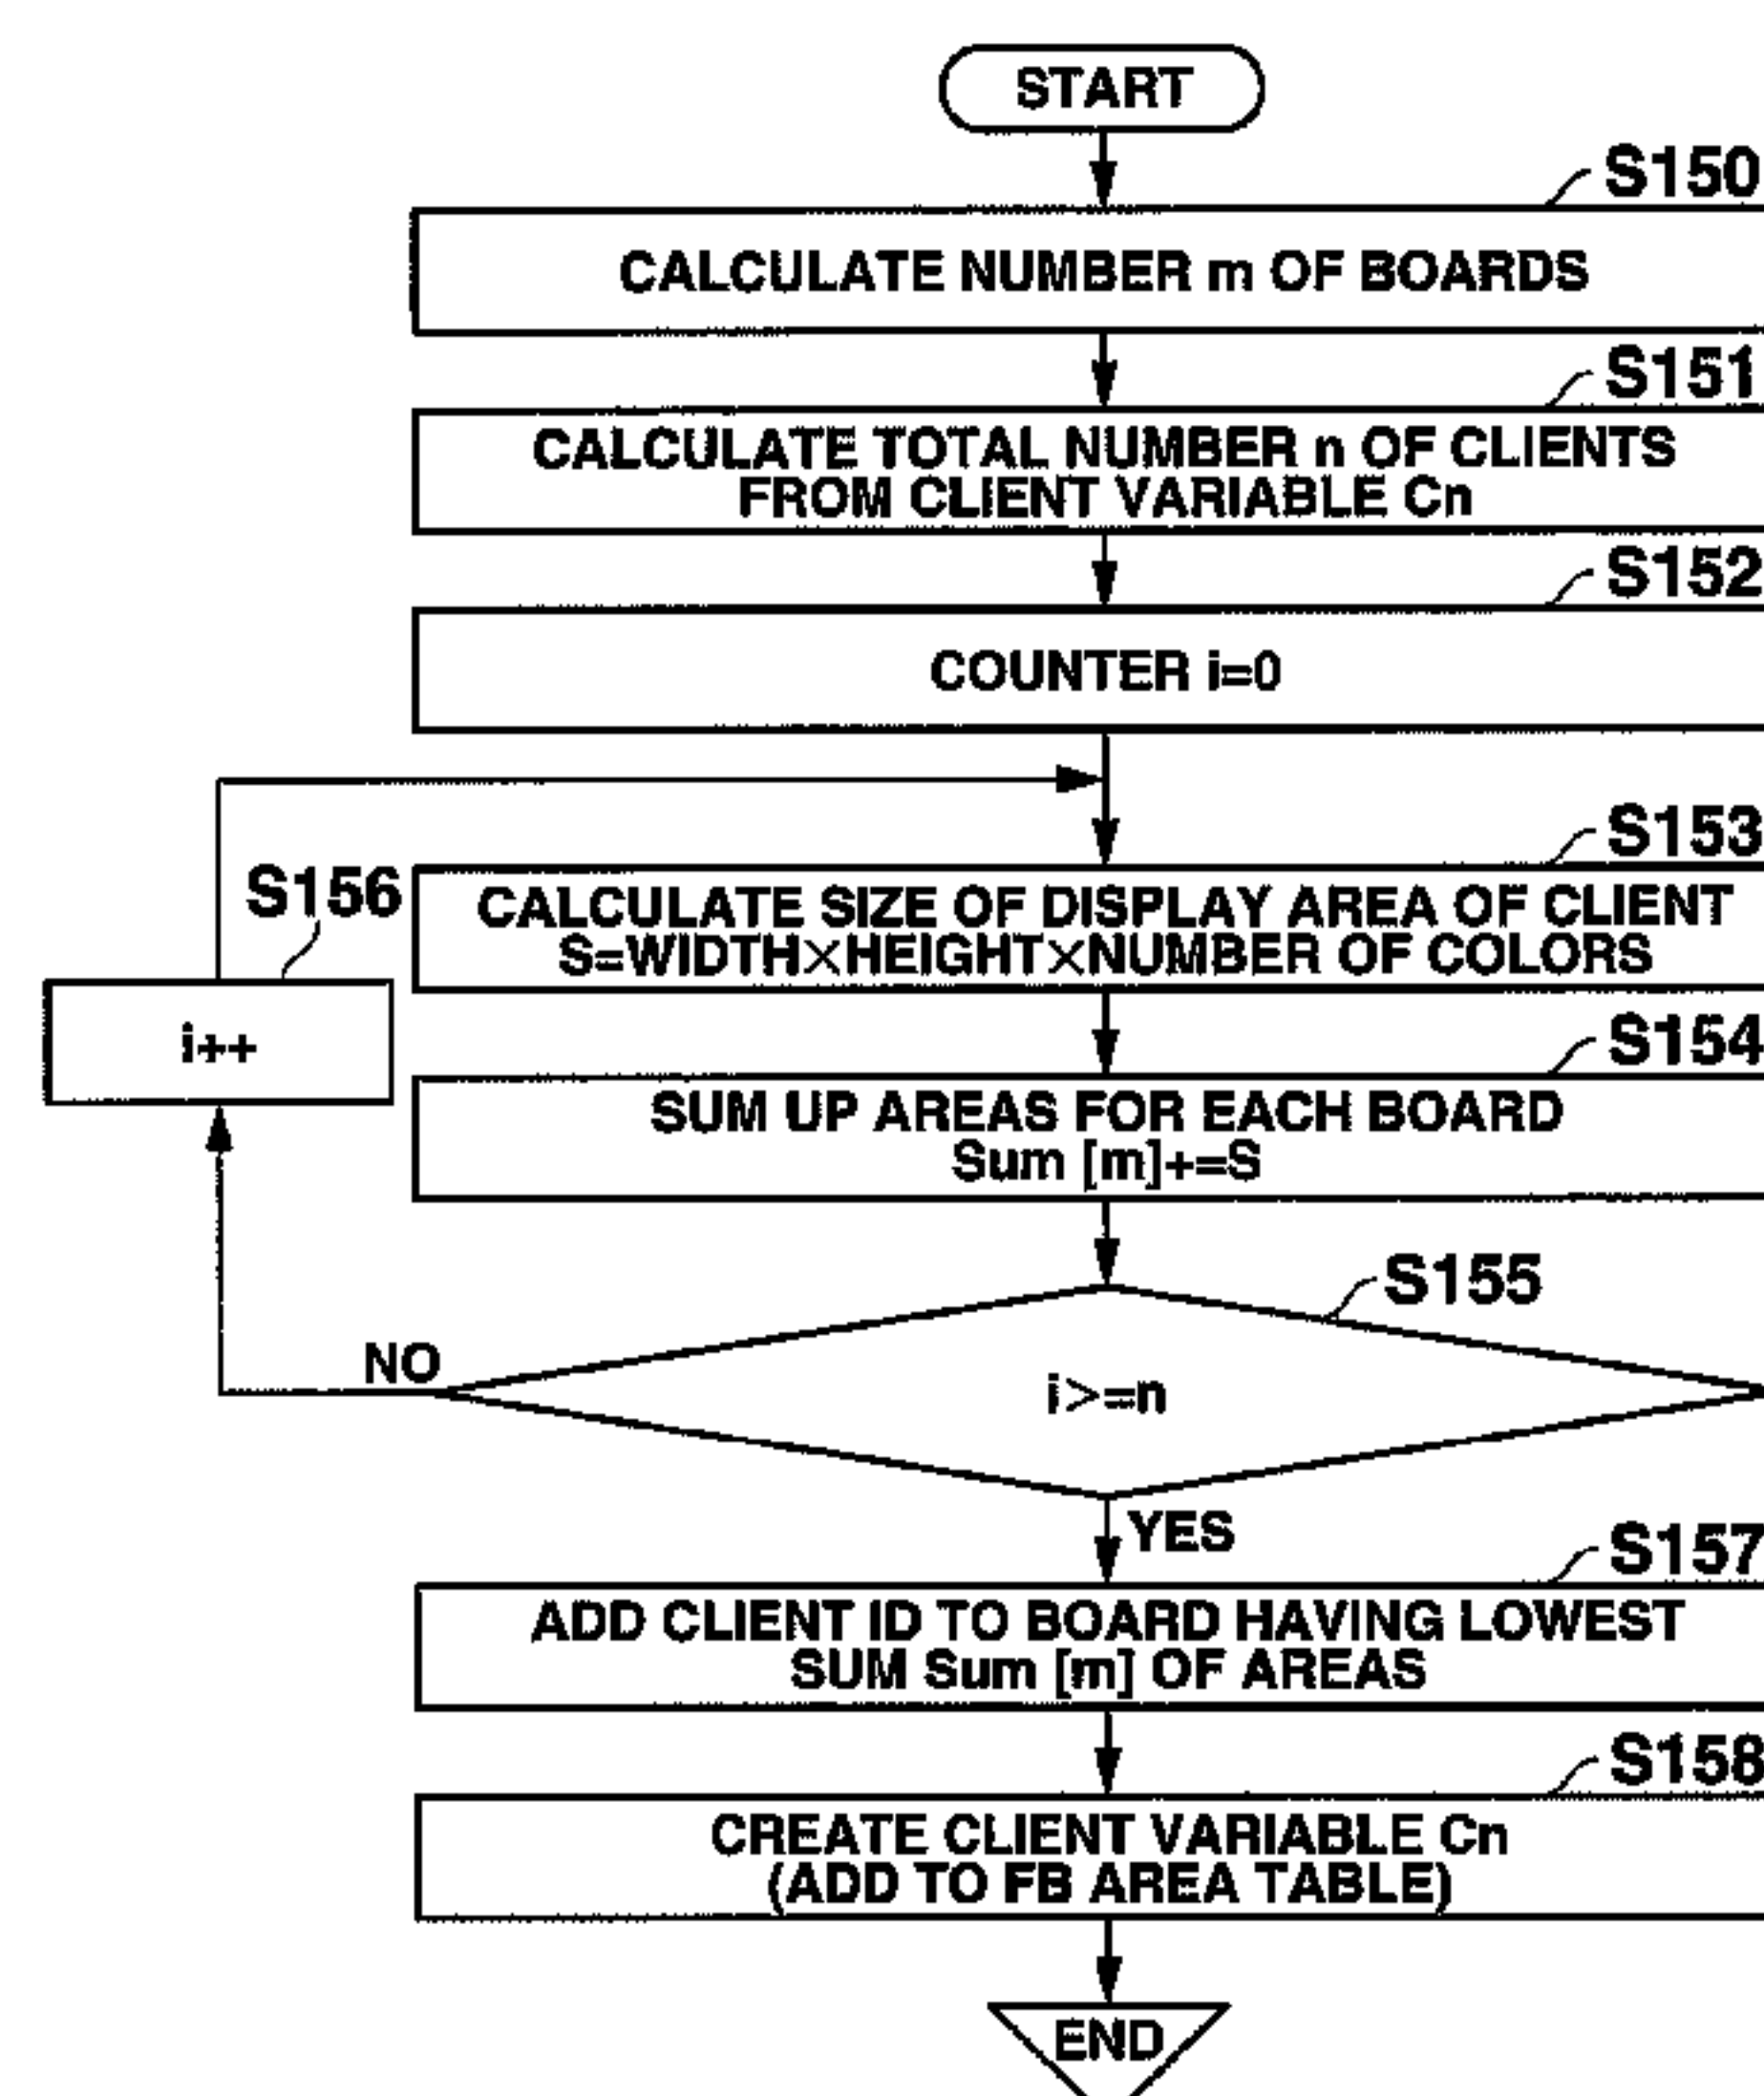 START
S150
CALCULATE NUMBER m OF BOARDS
S151
CALCULATE TOTAL NUMBER n OF CLIENTS
FROM CLIENT VARIABLE Cn
S152
COUNTER i=0
S153
CALCULATE SIZE OF DISPLAY AREA OF CLIENT
S=WIDTH×HEIGHT×NUMBER OF COLORS
S156
i++
S154
SUM UP AREAS FOR EACH BOARD
Sum [m]+=S
S155
NO
i>=n
YES
S157
ADD CLIENT ID TO BOARD HAVING LOWEST
SUM Sum [m] OF AREAS
S158
CREATE CLIENT VARIABLE Cn
(ADD TO FB AREA TABLE)
END